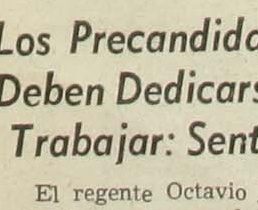 Los Precandida
Deben Dedicars
Trabajar: Sent
El regente Octavio